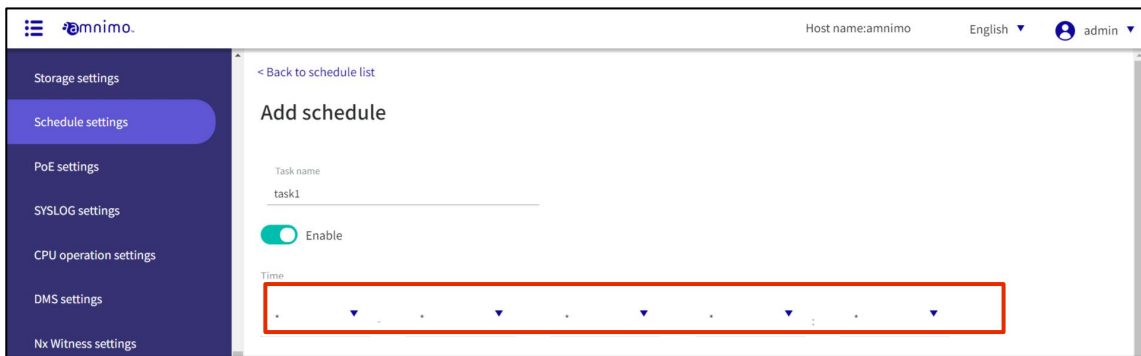 amnimo Host name:amnimo English ▼ admin ▼
Storage settings
< Back to schedule list
Schedule settings
Add schedule
PoE settings
Task name
task1
SYSLOG settings
Enable
CPU operation settings
Time
DMS settings
* ▼ - * ▼ * ▼ * ▼ : * ▼
Nx Witness settings